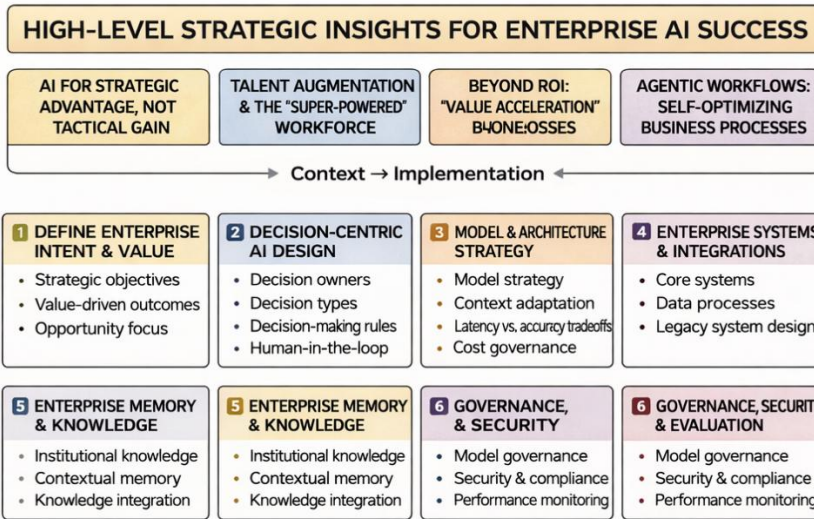 HIGH-LEVEL STRATEGIC INSIGHTS FOR ENTERPRISE AI SUCCESS
AI FOR STRATEGIC
ADVANTAGE, NOT
TACTICAL GAIN
TALENT AUGMENTATION
& THE "SUPER-POWERED"
WORKFORCE
BEYOND ROI:
"VALUE ACCELERATION"
AGENTIC WORKFLOWS:
SELF-OPTIMIZING
BUSINESS PROCESSES
Context → Implementation
1 DEFINE ENTERPRISE
INTENT & VALUE
• Strategic objectives
• Value-driven outcomes
• Opportunity focus
2 DECISION-CENTRIC
AI DESIGN
• Decision owners
• Decision types
• Decision-making rules
• Human-in-the-loop
3 MODEL & ARCHITECTURE
STRATEGY
• Model strategy
• Context adaptation
• Latency vs. accurcy tradeoffs
• Cost governance
4 ENTERPRISE SYSTEMS
& INTEGRATIONS
• Core systems
• Data processes
• Legacy system design
5 ENTERPRISE MEMORY
& KNOWLEDGE
• Institutional knowledge
• Contextual memory
• Knowledge integration
5 ENTERPRISE MEMORY
& KNOWLEDGE
• Institutional knowledge
• Contextual memory
• Knowledge integration
6 GOVERNANCE,
& SECURITY
• Model governance
• Security & compliance
• Performance monitoring
6 GOVERNANCE, SECURIT
& EVALUATION
• Model governance
• Security & compliance
• Performance monitoring